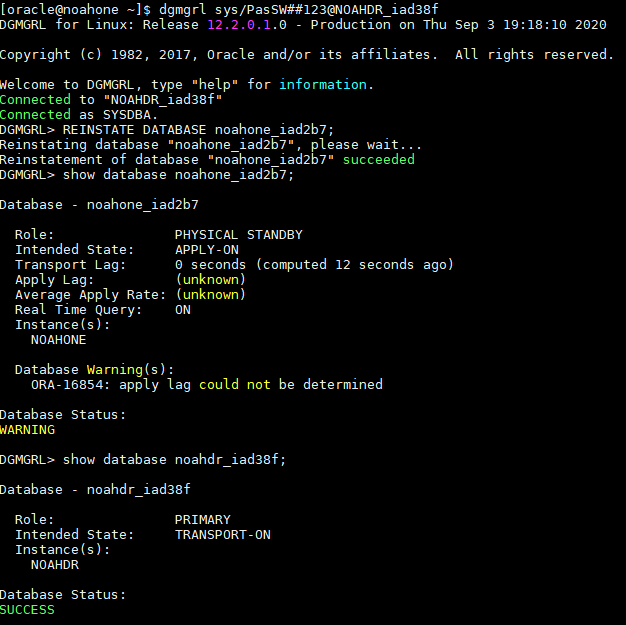 [oracle@noahone ~]$ dgmgrl sys/PasSW##123@NOAHDR_iad38f
DGMGRL for Linux: Release 12.2.0.1.0 - Production on Thu Sep 3 19:18:10 2020
Copyright (c) 1982, 2017, Oracle and/or its affiliates.  All rights reserved.
Welcome to DGMGRL, type "help" for information.
Connected to "NOAHDR_iad38f"
Connected as SYSDBA.
DGMGRL> REINSTATE DATABASE noahone_iad2b7;
Reinstating database "noahone_iad2b7", please wait...
Reinstatement of database "noahone_iad2b7" succeeded
DGMGRL> show database noahone_iad2b7;
Database - noahone_iad2b7
Role: PHYSICAL STANDBY
Intended State: APPLY-ON
Transport Lag: 0 seconds (computed 12 seconds ago)
Apply Lag: (unknown)
Average Apply Rate: (unknown)
Real Time Query: ON
Instance(s):
NOAHONE
Database Warning(s):
ORA-16854: apply lag could not be determined
Database Status:
WARNING
DGMGRL> show database noahdr_iad38f;
Database - noahdr_iad38f
Role: PRIMARY
Intended State: TRANSPORT-ON
Instance(s):
NOAHDR
Database Status:
SUCCESS